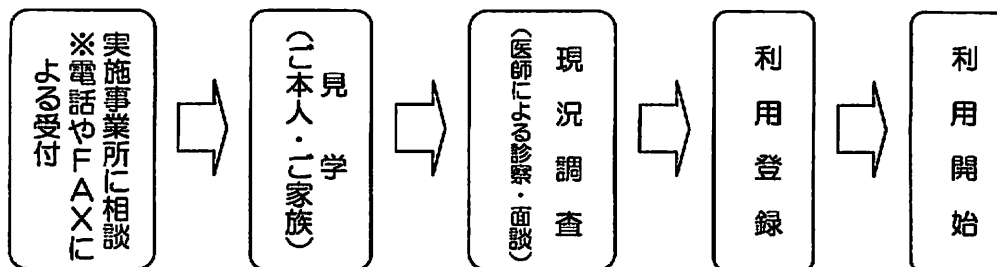 実施事業所に相談
※電話やFAXに
よる受付
見学
(ご本人・ご家族)
現況調査
(医師による診察・面談)
利用登録
利用開始